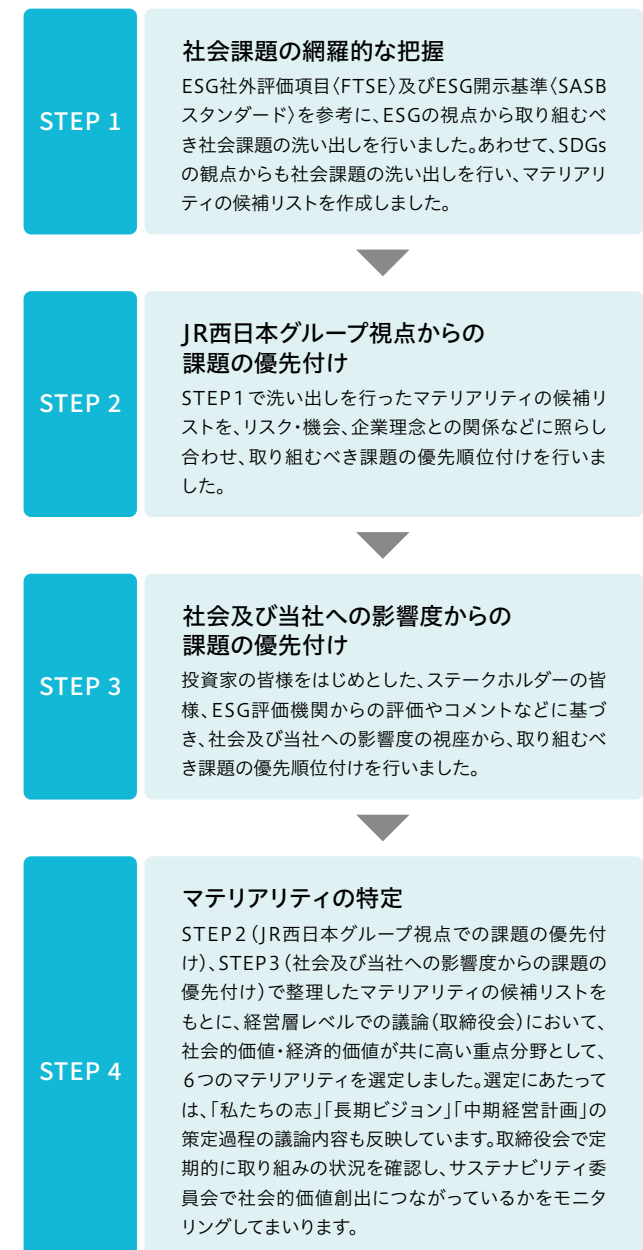 STEP 1
社会課題の網羅的な把握
ESG社外評価項目〈FTSE〉及びESG開示基準〈SASB
スタンダード〉を参考に、ESGの視点から取り組むべ
き社会課題の洗い出しを行いました。あわせて、SDGs
の観点からも社会課題の洗い出しを行い、マテリアリ
ティの候補リストを作成しました。
STEP 2
JR西日本グループ視点からの
課題の優先付け
STEP1で洗い出しを行ったマテリアリティの候補リ
ストを、リスク・機会、企業理念との関係などに照らし
合わせ、取り組むべき課題の優先順位付けを行いま
した。
STEP 3
社会及び当社への影響度からの
課題の優先付け
投資家の皆様をはじめとした、ステークホルダーの皆
様、ESG評価機関からの評価やコメントなどに基づ
き、社会及び当社への影響度の視座から、取り組むべ
き課題の優先順位付けを行いました。
STEP 4
マテリアリティの特定
STEP2（JR西日本グループ視点での課題の優先付
け）、STEP3（社会及び当社への影響度からの課題の
優先付け）で整理したマテリアリティの候補リストを
もとに、経営層レベルでの議論（取締役会）において、
社会的価値・経済的価値が共に高い重点分野として、
6つのマテリアリティを選定しました。選定にあたって
は、「私たちの志」「長期ビジョン」「中期経営計画」の
策定過程の議論内容も反映しています。取締役会で定
期的に取り組みの状況を確認し、サステナビリティ委
員会で社会的価値創出につながっているかをモニタ
リングしてまいります。